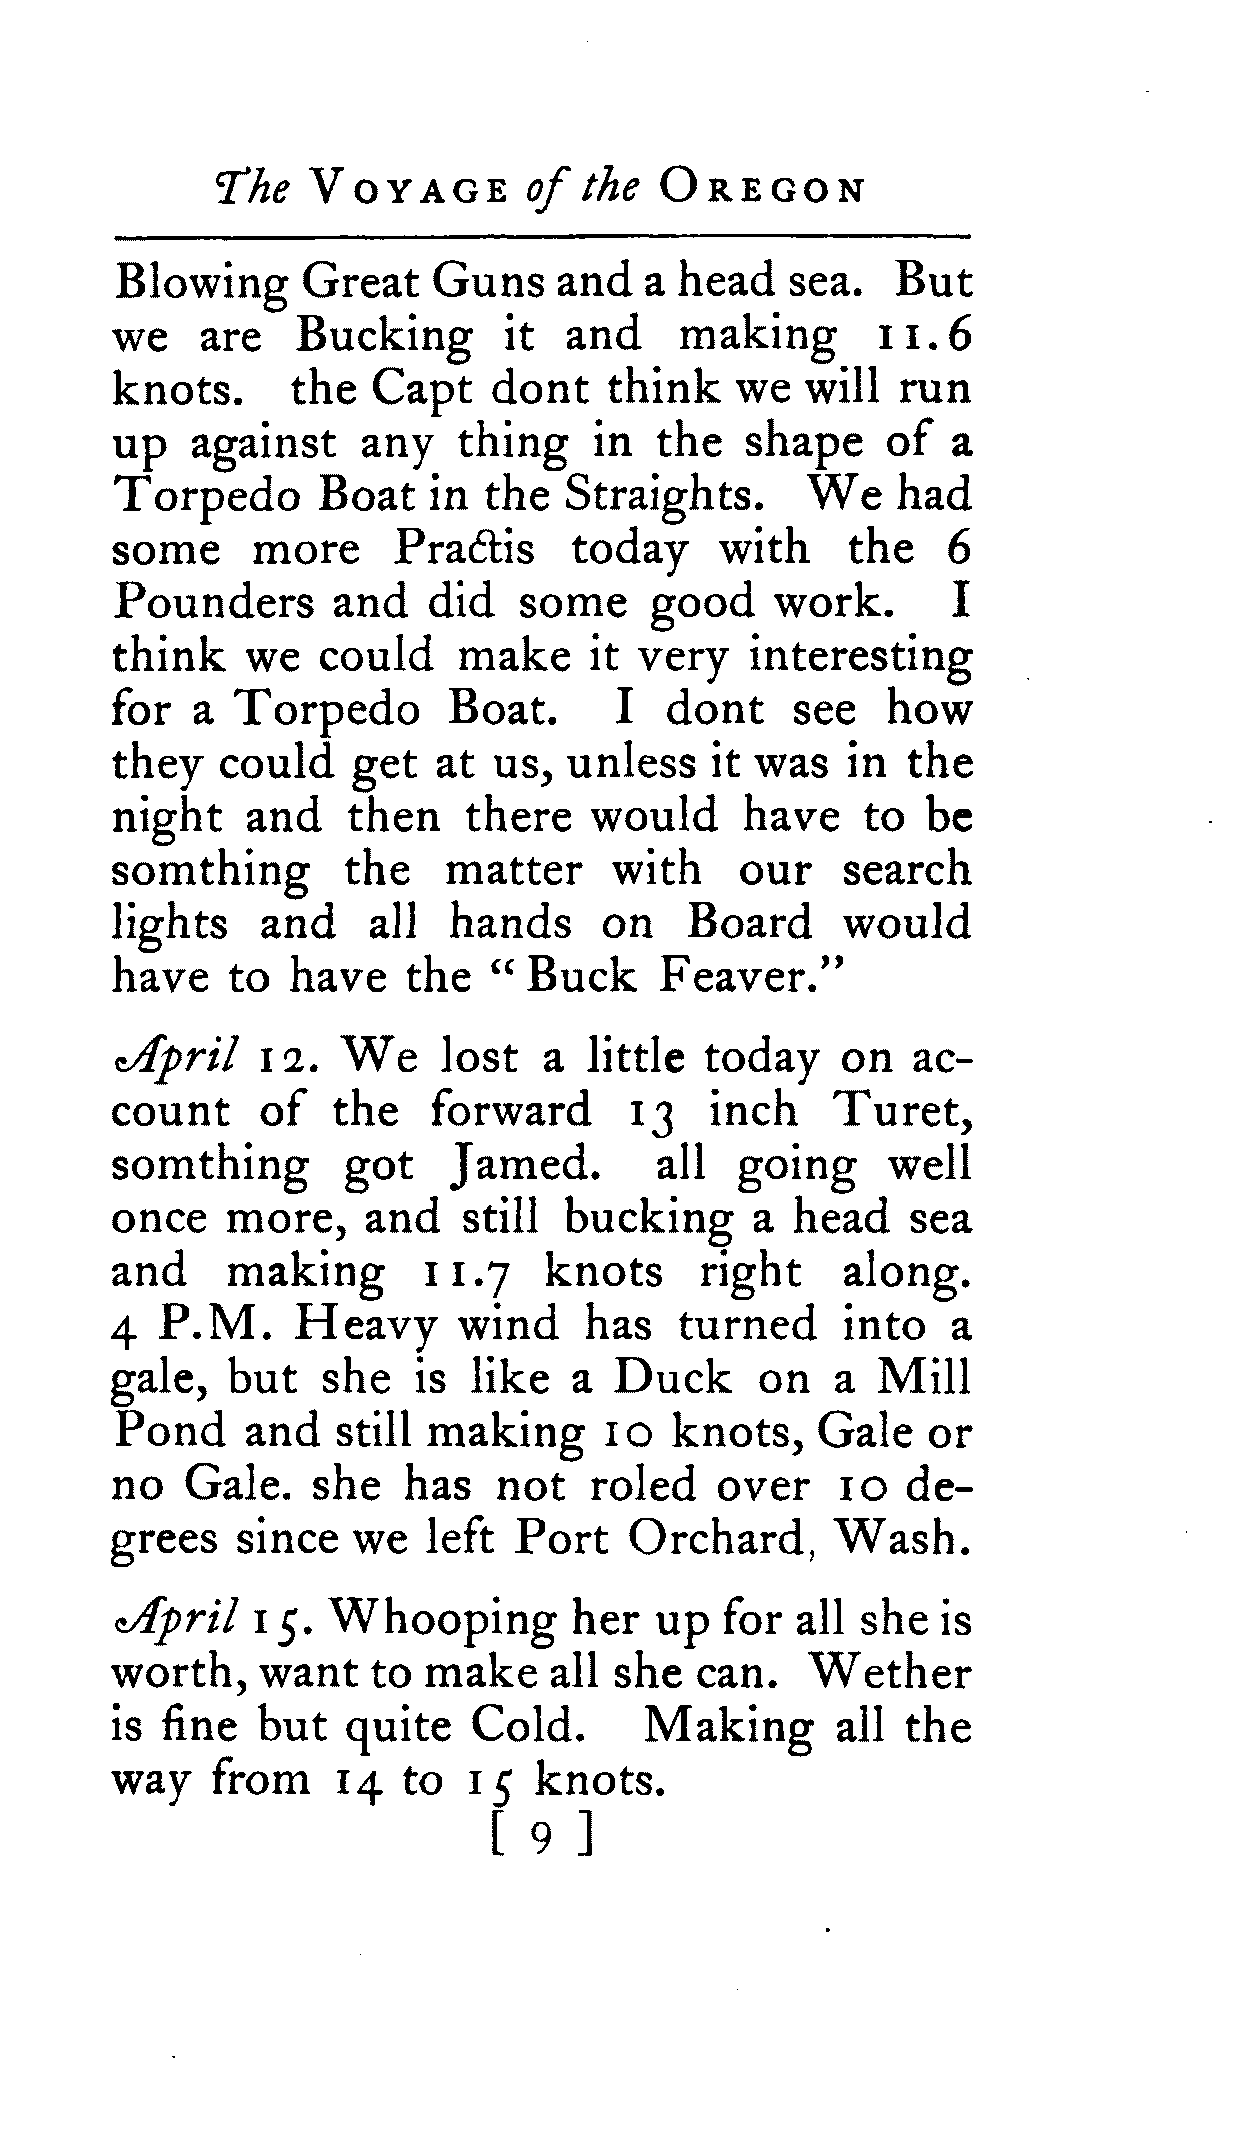 The VOYAGE of the OREGON
Blowing Great Guns and a head sea. But
we are Bucking it and making 11.6
knots. the Capt dont think we will run
up against any thing in the shape of a
Torpedo Boat in the Straights. We had
some more Practis today with the 6
Pounders and did some good work. I
think we could make it very interesting
for a Torpedo Boat. I dont see how
they could get at us, unless it was in the
night and then there would have to be
somthing the matter with our search
lights and all hands on Board would
have to have the “Buck Feaver.”
April 12. We lost a little today on ac-
count of the forward 13 inch Turet,
somthing got Jamed. all going well
once more, and still bucking a head sea
and making 11.7 knots right along.
4 P.M. Heavy wind has turned into a
gale, but she is like a Duck on a Mill
Pond and still making 10 knots, Gale or
no Gale. she has not roled over 10 de-
grees since we left Port Orchard, Wash.
April 15. Whooping her up for all she is
worth, want to make all she can. Wether
is fine but quite Cold. Making all the
way from 14 to 15 knots.
[ 9 ]